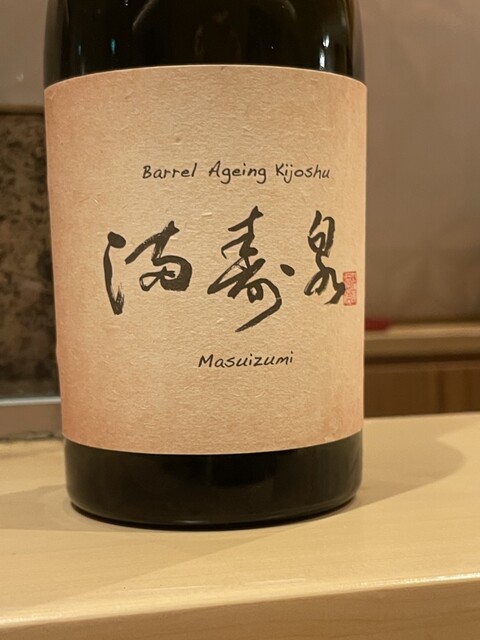 Barrel Ageing Kijoshu
満寿泉
Masuizumi